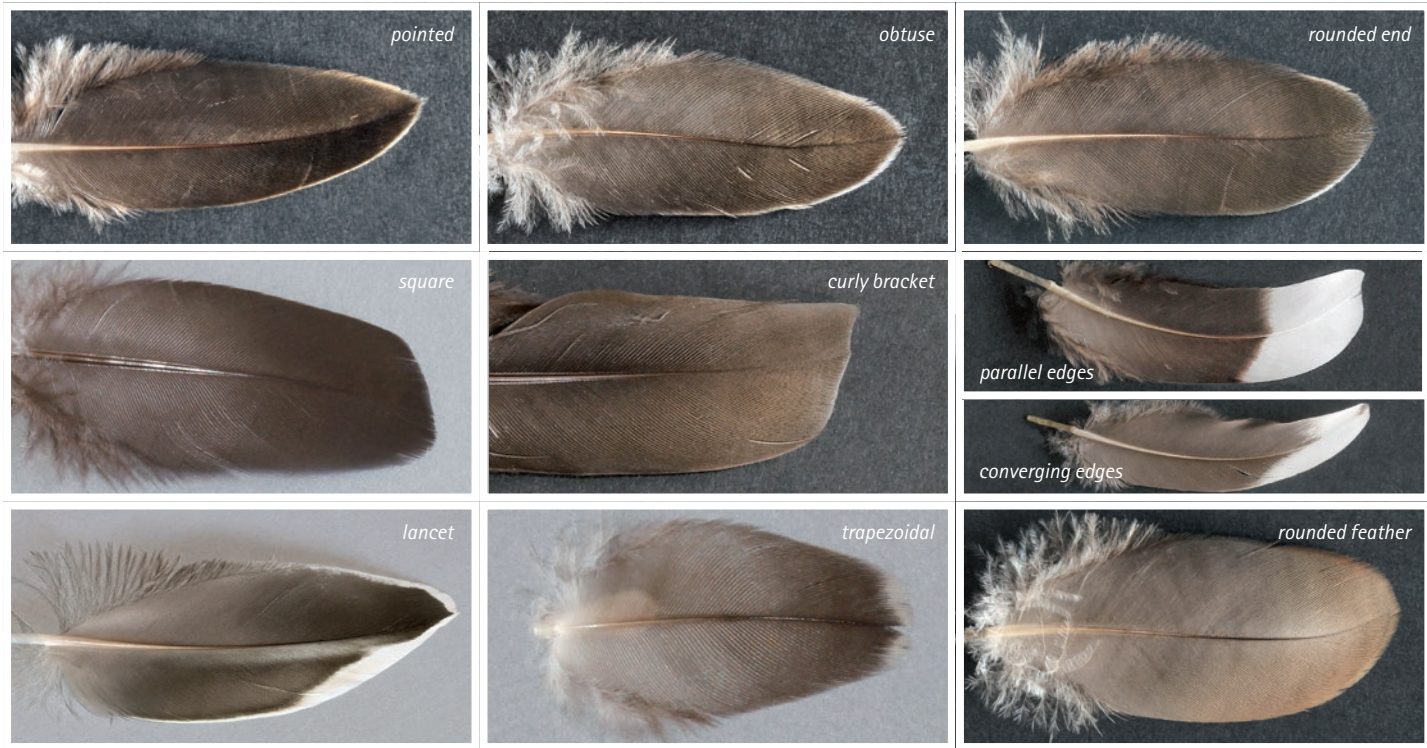 pointed
obtuse
rounded end
square
curly bracket
parallel edges
converging edges
lancet
trapezoidal
rounded feather